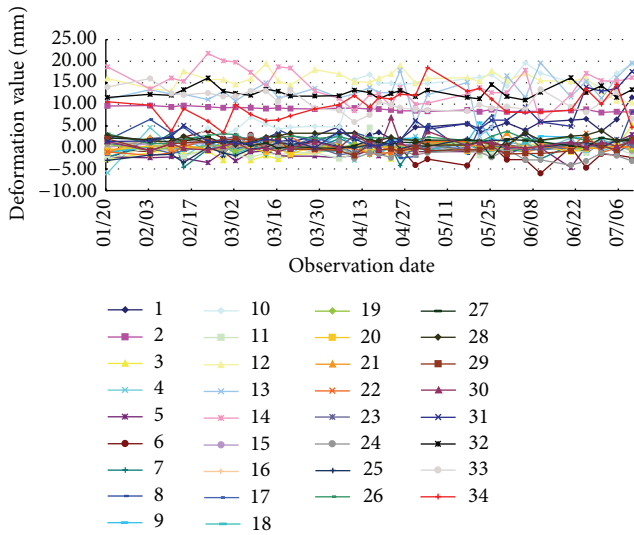 Deformation value (mm)
25.00
20.00
15.00
10.00
5.00
0.00
−5.00
−10.00
01/20
02/03
02/17
03/02
03/16
03/30
04/13
04/27
05/11
05/25
06/08
06/22
07/06
Observation date
1 10 19 27
2 11 20 28
3 12 21 29
4 13 22 30
5 14 23 31
6 15 24 32
7 16 25 33
8 17 26 34
9 18